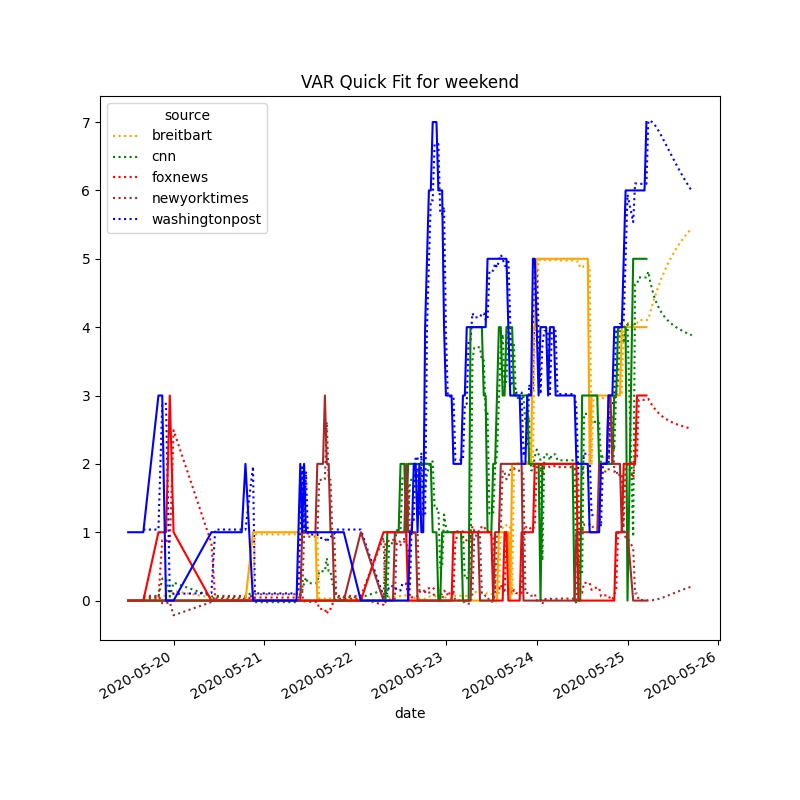 VAR Quick Fit for weekend
source
breitbart
cnn
foxnews
newyorktimes
washingtonpost
7
6
5
4
3
2
1
0
2020-05-20
2020-05-21
2020-05-22
2020-05-23
2020-05-24
2020-05-25
2020-05-26
date